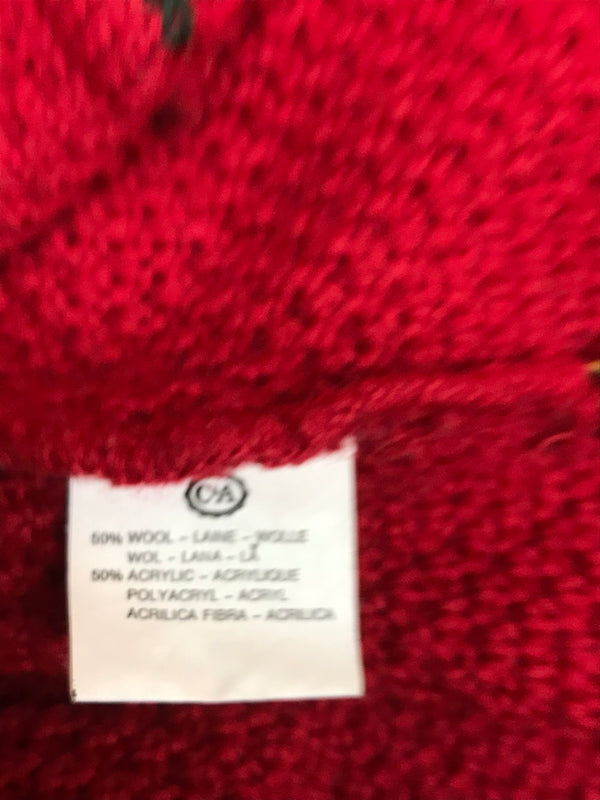 C&A
50% WOOL – LAINE – WOLLE
WOL – LANA – LÃ
50% ACRYLIC – ACRYLIQUE
POLYACRYL – ACRYL
ACRILICA FIBRA – ACRILICA